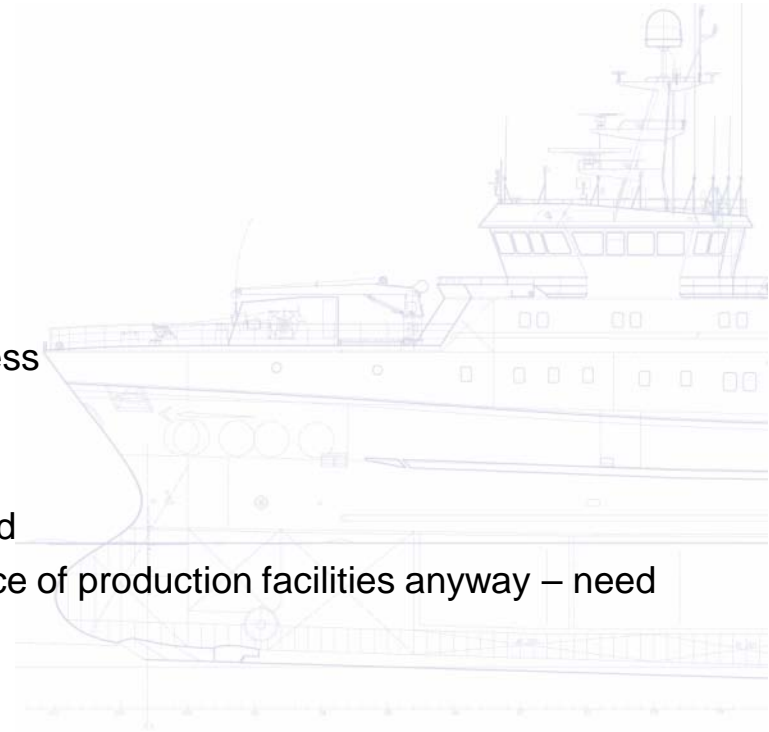 ess
d
ce of production facilities anyway – need